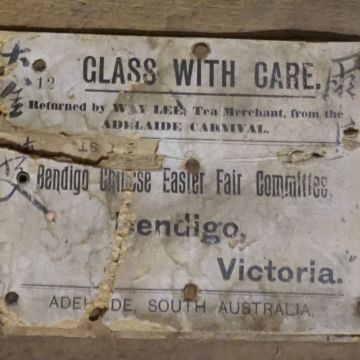 12
GLASS WITH CARE.
Returned by WAY LEE, Tea Merchant, from the
ADELAIDE CARNIVAL.
ST
Bendigo Chinese Easter Fair Committee,
Bendigo,
Victoria.
ADELAIDE, SOUTH AUSTRALIA.